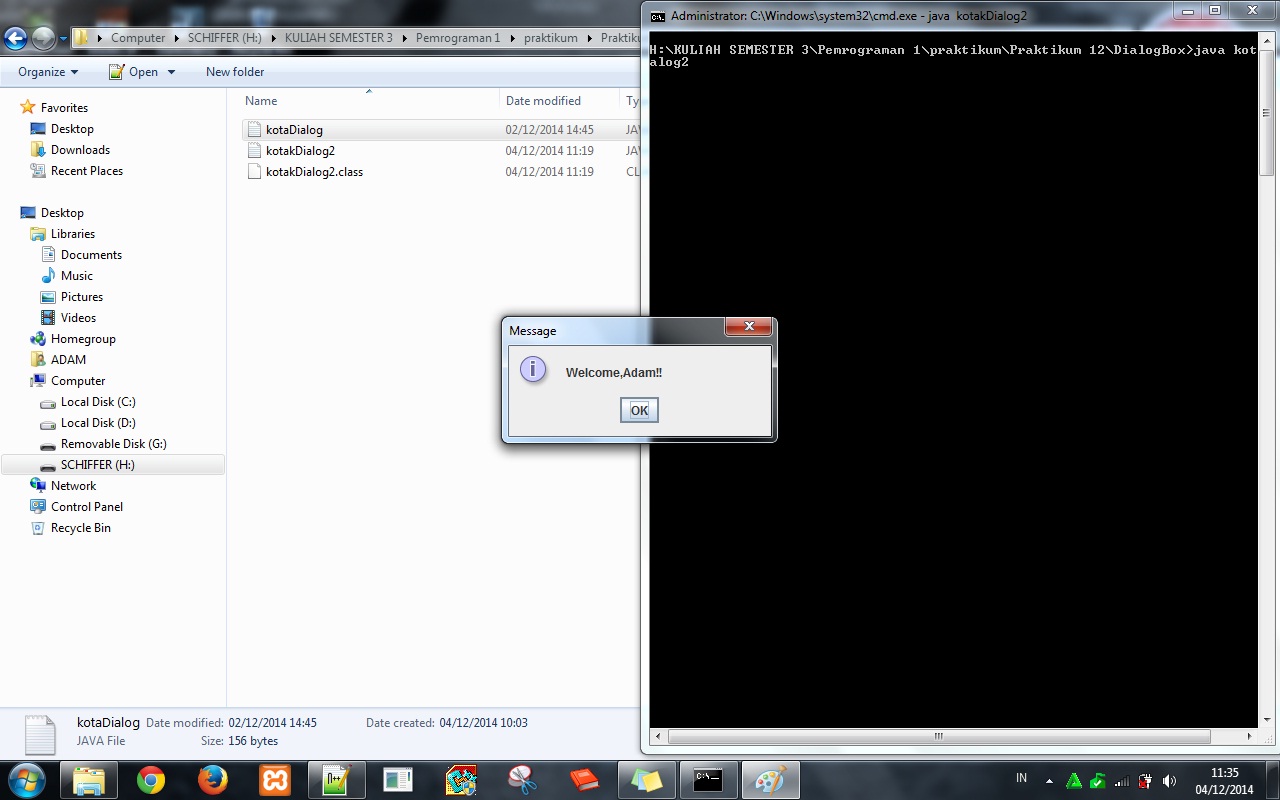 Administrator: C:\Windows\system32\cmd.exe - java  kotakDialog2
Computer SCHIFFER (H:) KULIAH SEMESTER 3 Pemrograman 1 praktikum Praktiku
H:\KULIAH SEMESTER 3\Pemrograman 1\praktikum\Praktikum 12\DialogBox>java kot
alog2
Organize Open New folder
Name Date modified Ty
Favorites
Desktop
Downloads
Recent Places
Desktop
Libraries
Documents
Music
Pictures
Videos
Homegroup
ADAM
Computer
Local Disk (C:)
Local Disk (D:)
Removable Disk (G:)
SCHIFFER (H:)
Network
Control Panel
Recycle Bin
kotaDialog 02/12/2014 14:45 JA
kotakDialog2 04/12/2014 11:19 JA
kotakDialog2.class 04/12/2014 11:19 CL
Message
Welcome,Adam!!
OK
kotaDialog Date modified: 02/12/2014 14:45 Date created: 04/12/2014 10:03
JAVA File Size: 156 bytes
IN
11:35
04/12/2014